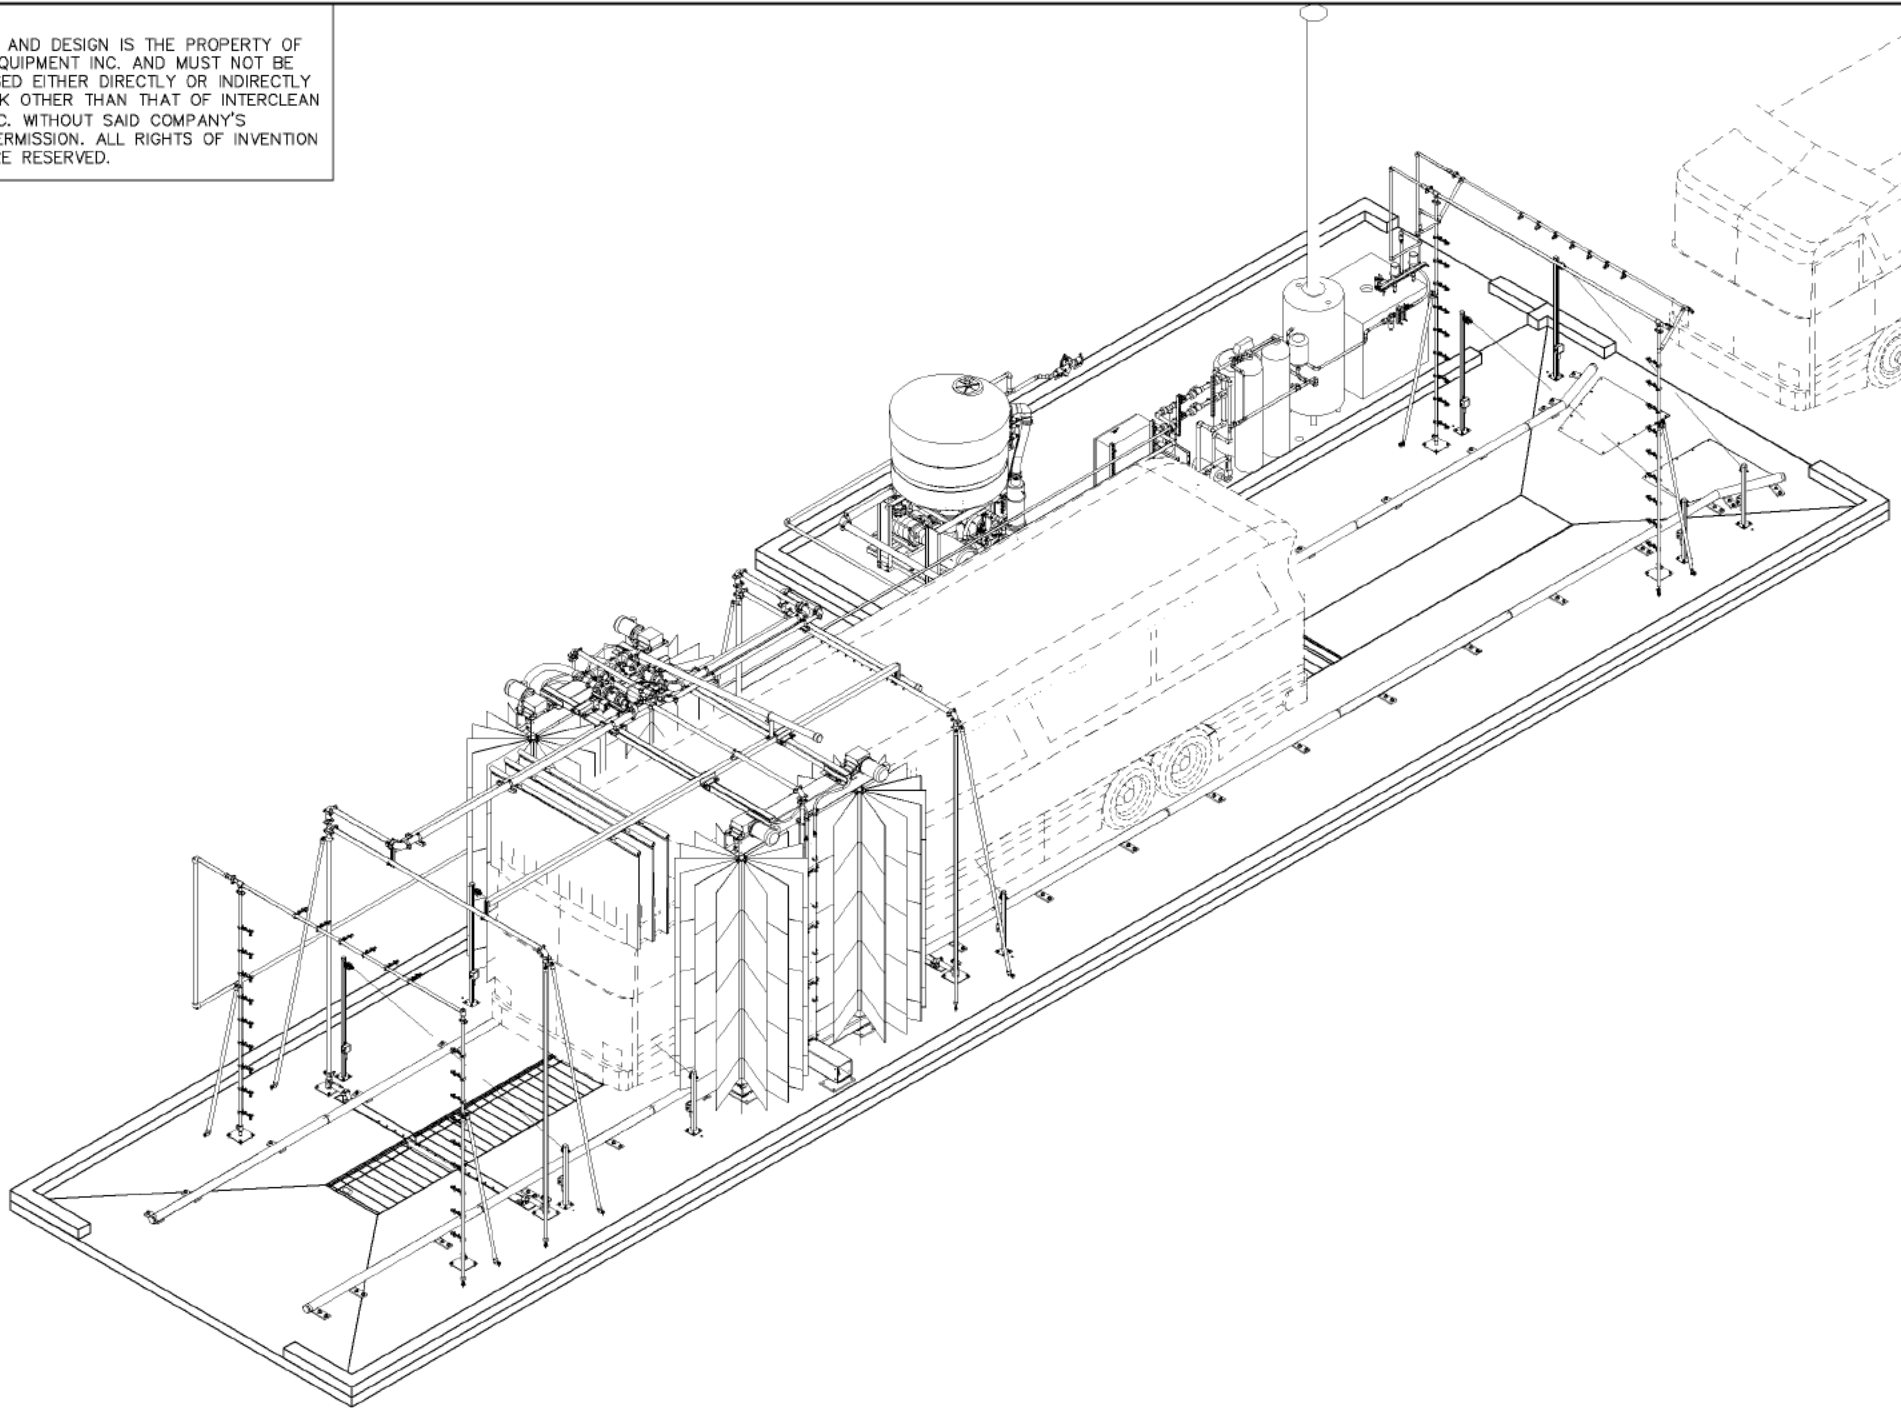 AND DESIGN IS THE PROPERTY OF
QUIPMENT INC. AND MUST NOT BE
ED EITHER DIRECTLY OR INDIRECTLY
K OTHER THAN THAT OF INTERCLEAN
C. WITHOUT SAID COMPANY'S
ERMISSION. ALL RIGHTS OF INVENTION
E RESERVED.